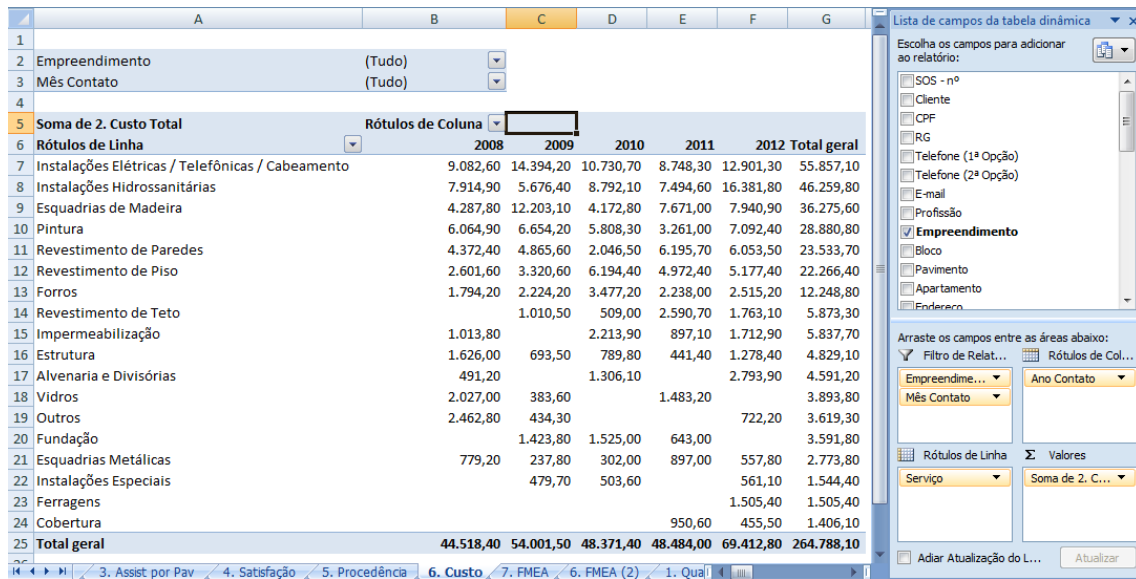 A B C D E F G
1
2 Empreendimento (Tudo)
3 Mês Contato (Tudo)
4
5 Soma de 2. Custo Total Rótulos de Coluna
6 Rótulos de Linha 2008 2009 2010 2011 2012 Total geral
7 Instalações Elétricas / Telefônicas / Cabeamento 9.082,60 14.394,20 10.730,70 8.748,30 12.901,30 55.857,10
8 Instalações Hidrossanitárias 7.914,90 5.676,40 8.792,10 7.494,60 16.381,80 46.259,80
9 Esquadrias de Madeira 4.287,80 12.203,10 4.172,80 7.671,00 7.940,90 36.275,60
10 Pintura 6.064,90 6.654,20 5.808,30 3.261,00 7.092,40 28.880,80
11 Revestimento de Paredes 4.372,40 4.865,60 2.046,50 6.195,70 6.053,50 23.533,70
12 Revestimento de Piso 2.601,60 3.320,60 6.194,40 4.972,40 5.177,40 22.266,40
13 Forros 1.794,20 2.224,20 3.477,20 2.238,00 2.515,20 12.248,80
14 Revestimento de Teto 1.010,50 509,00 2.590,70 1.763,10 5.873,30
15 Impermeabilização 1.013,80 2.213,90 897,10 1.712,90 5.837,70
16 Estrutura 1.626,00 693,50 789,80 441,40 1.278,40 4.829,10
17 Alvenaria e Divisórias 491,20 1.306,10 2.793,90 4.591,20
18 Vidros 2.027,00 383,60 1.483,20 3.893,80
19 Outros 2.462,80 434,30 722,20 3.619,30
20 Fundação 1.423,80 1.525,00 643,00 3.591,80
21 Esquadrias Metálicas 779,20 237,80 302,00 897,00 557,80 2.773,80
22 Instalações Especiais 479,70 503,60 561,10 1.544,40
23 Ferragens 1.505,40 1.505,40
24 Cobertura 950,60 455,50 1.406,10
25 Total geral 44.518,40 54.001,50 48.371,40 48.484,00 69.412,80 264.788,10
3. Assist por Pav 4. Satisfação 5. Procedência 6. Custo 7. FMEA 6. FMEA (2) 1. Qual
Lista de campos da tabela dinâmica
Escolha os campos para adicionar
ao relatório:
SOS - nº
Cliente
CPF
RG
Telefone (1ª Opção)
Telefone (2ª Opção)
E-mail
Profissão
Empreendimento
Bloco
Pavimento
Apartamento
Endereço
Arraste os campos entre as áreas abaixo:
Filtro de Relat... Rótulos de Col...
Empreendime... Ano Contato
Mês Contato
Rótulos de Linha Σ Valores
Serviço Soma de 2. C...
Adiar Atualização do L... Atualizar